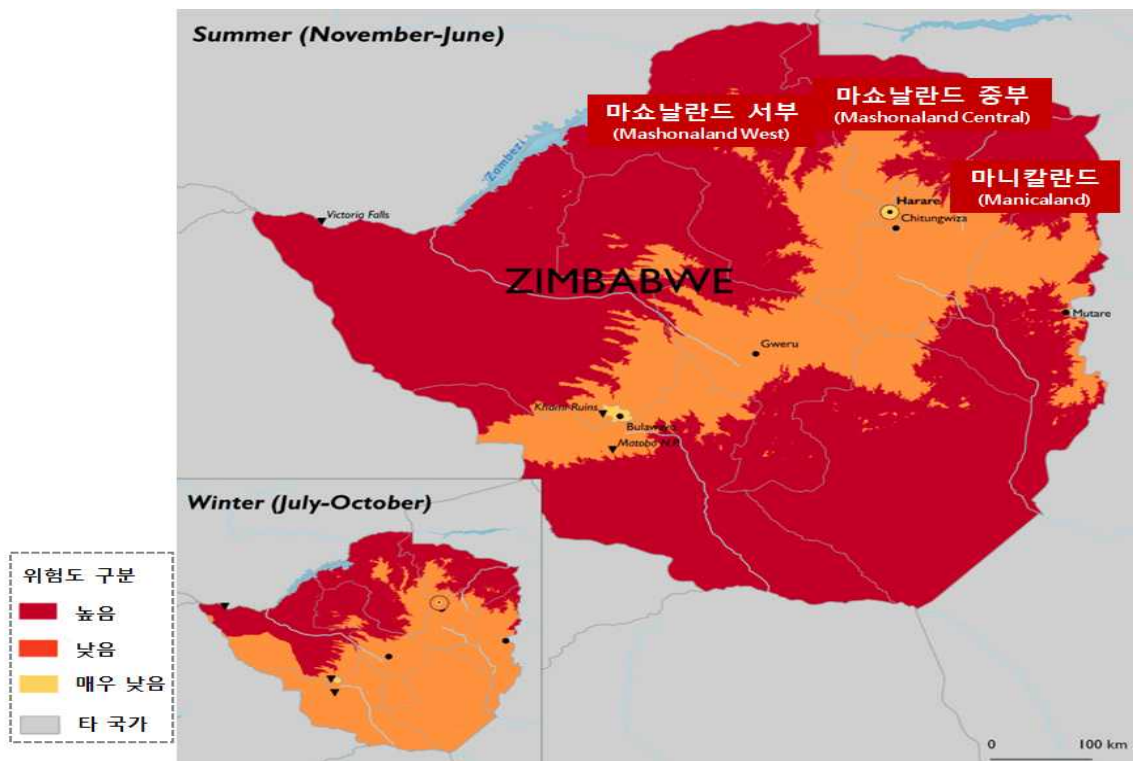 Summer (November-June)
마쇼날란드 서부
(Mashonaland West)
마쇼날란드 중부
(Mashonaland Central)
마니칼란드
(Manicaland)
Zambezi
Victoria Falls
Harare
Chitungwiza
ZIMBABWE
Mutare
Gweru
Khami Ruins
Bulawayo
Matobo N.P.
Winter (July-October)
위험도 구분
높음
낮음
매우 낮음
타 국가
0 100 km